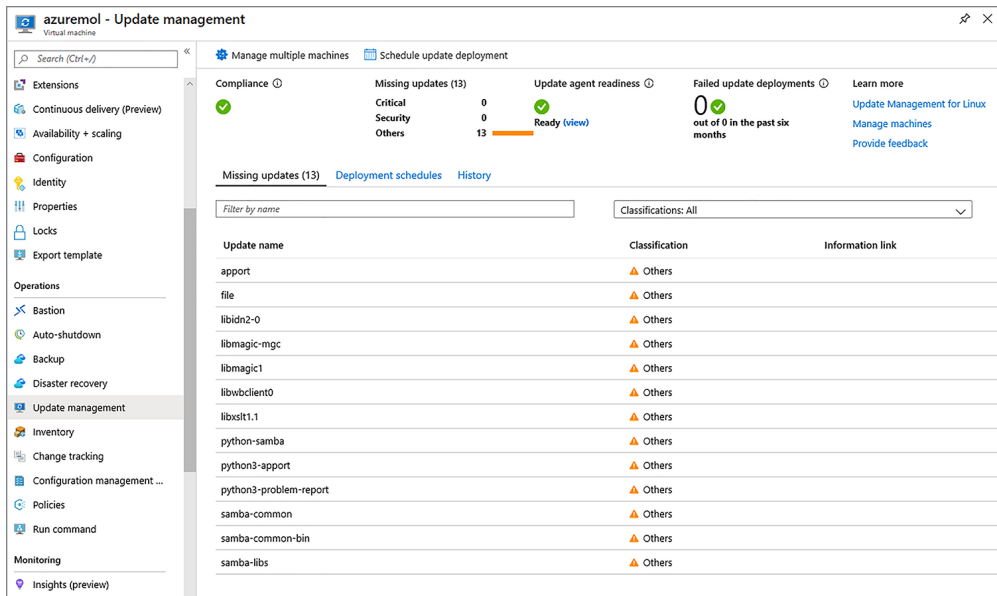 azuremol - Update management
Virtual machine
Search (Ctrl+/)
Extensions
Continuous delivery (Preview)
Availability + scaling
Configuration
Identity
Properties
Locks
Export template
Operations
Bastion
Auto-shutdown
Backup
Disaster recovery
Update management
Inventory
Change tracking
Configuration management ...
Policies
Run command
Monitoring
Insights (preview)
Manage multiple machines
Schedule update deployment
Compliance
Missing updates (13)
Critical 0
Security 0
Others 13
Update agent readiness
Ready (view)
Failed update deployments
0
out of 0 in the past six
months
Learn more
Update Management for Linux
Manage machines
Provide feedback
Missing updates (13) Deployment schedules History
Filter by name
Classifications: All
Update name Classification Information link
apport Others
file Others
libidn2-0 Others
libmagic-mgc Others
libmagic1 Others
libwbclient0 Others
libxslt1.1 Others
python-samba Others
python3-apport Others
python3-problem-report Others
samba-common Others
samba-common-bin Others
samba-libs Others